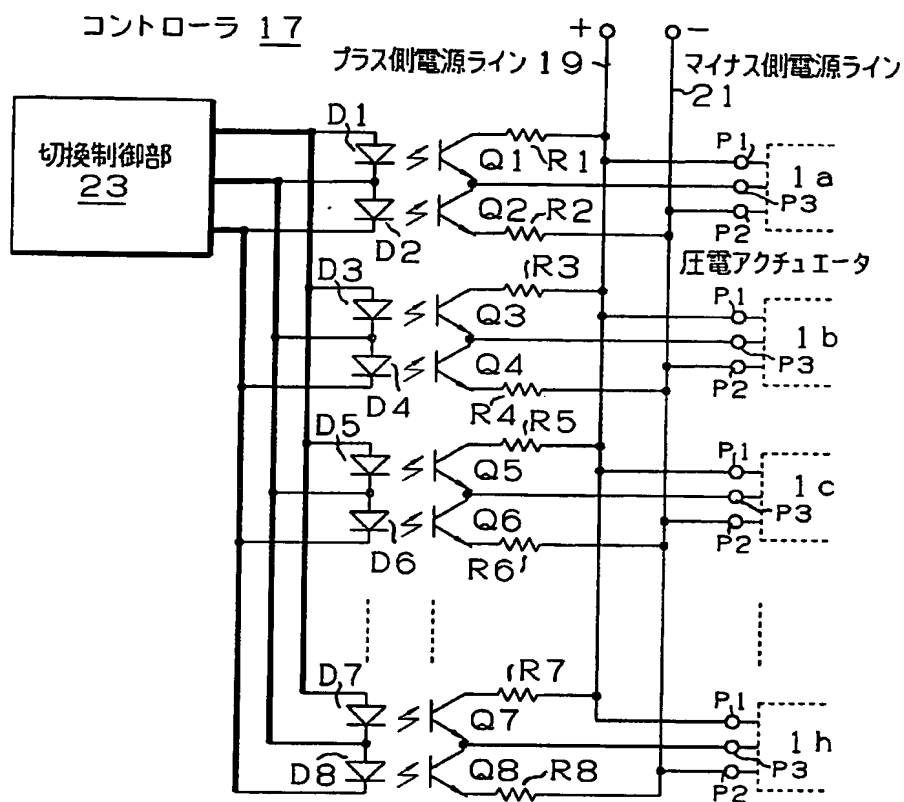 コントローラ 17
+
−
プラス側電源ライン 19
マイナス側電源ライン
21
切換制御部
23
D1
Q1
R1
P1
1a
P3
D2
Q2
R2
P2
圧電アクチュエータ
D3
Q3
R3
P1
1b
P3
D4
Q4
R4
P2
D5
Q5
R5
P1
1c
P3
D6
Q6
R6
P2
D7
Q7
R7
P1
1h
P3
D8
Q8
R8
P2